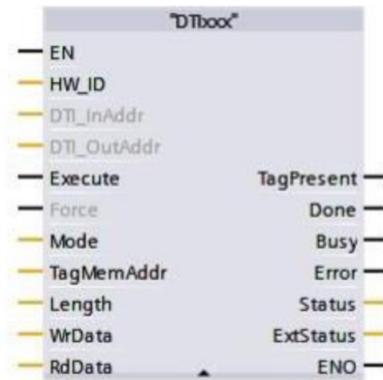 "DTIxxx"
EN
HW_ID
DTI_InAddr
DTI_OutAddr
Execute TagPresent
Force Done
Mode Busy
TagMemAddr Error
Length Status
WrData ExtStatus
RdData ENO